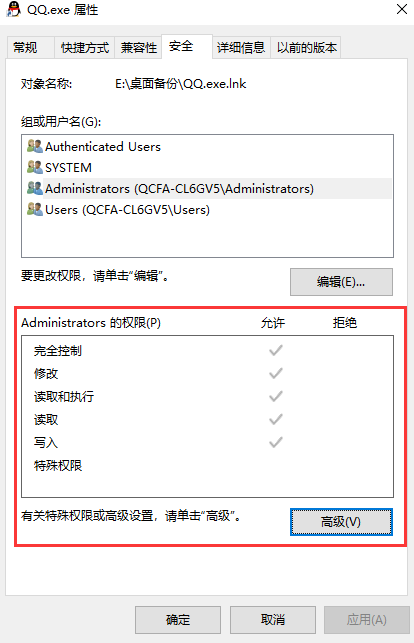 QQ.exe 属性
常规 快捷方式 兼容性 安全 详细信息 以前的版本
对象名称: E:\桌面备份\QQ.exe.lnk
组或用户名(G):
Authenticated Users
SYSTEM
Administrators (QCFA-CL6GV5\Administrators)
Users (QCFA-CL6GV5\Users)
要更改权限，请单击“编辑”。 编辑(E)...
Administrators 的权限(P) 允许 拒绝
完全控制
修改
读取和执行
读取
写入
特殊权限
有关特殊权限或高级设置，请单击“高级”。 高级(V)
确定 取消 应用(A)